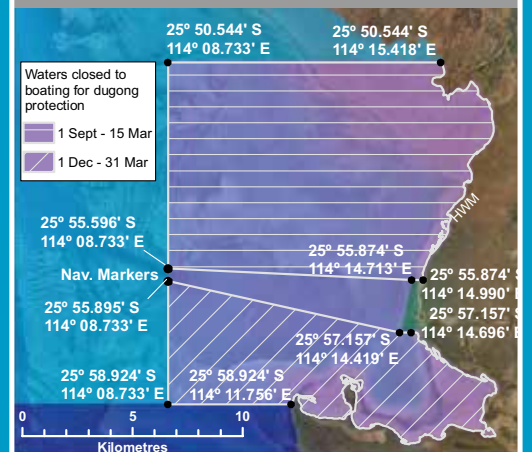 25º 50.544' S
114º 08.733' E
25º 50.544' S
114º 15.418' E
Waters closed to
boating for dugong
protection
1 Sept - 15 Mar
1 Dec - 31 Mar
HWM
25º 55.596' S
114º 08.733' E
Nav. Markers
25º 55.895' S
114º 08.733' E
25º 55.874' S
114º 14.713' E
25º 55.874' S
114º 14.990' E
25º 57.157' S
114º 14.696' E
25º 57.157' S
114º 14.419' E
25º 58.924' S
114º 08.733' E
25º 58.924' S
114º 11.756' E
0 5 10
Kilometres